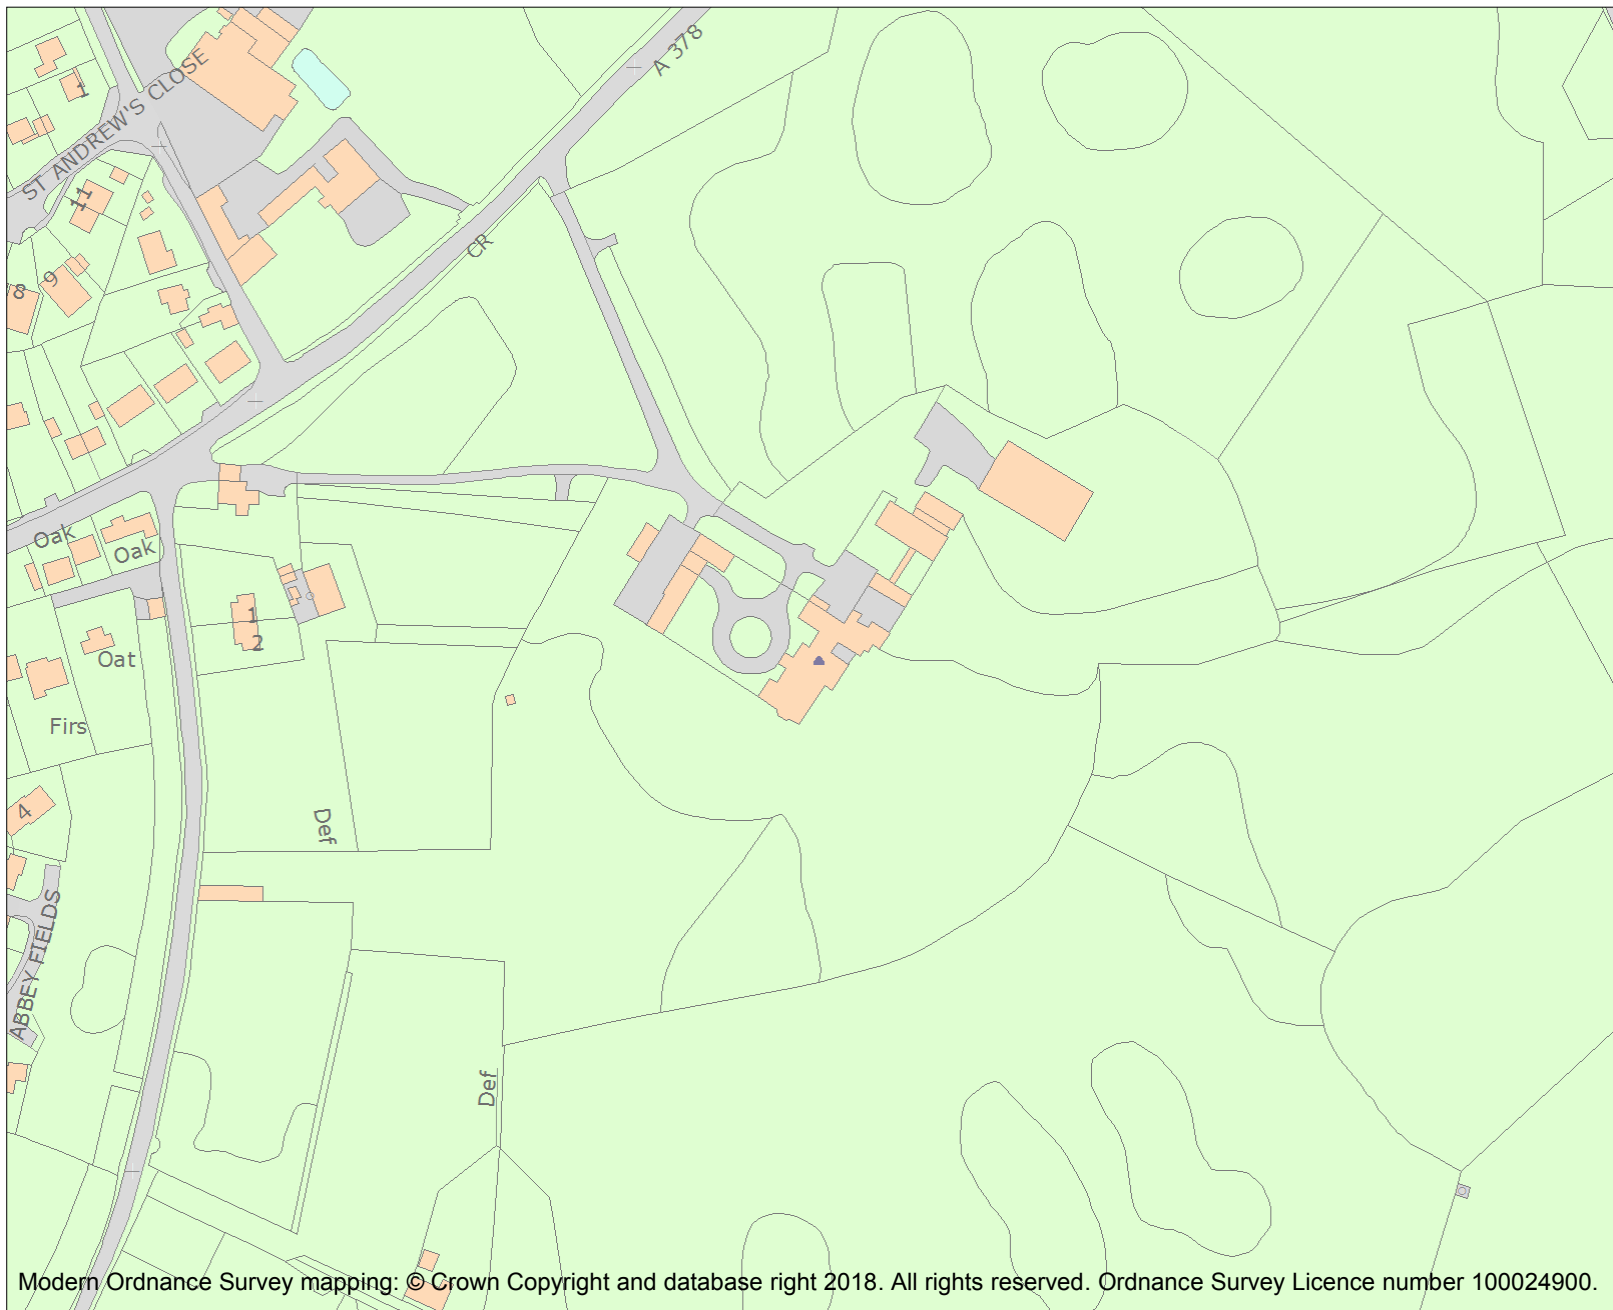 A 378
ST ANDREW'S CLOSE
1
11
CR
9
8
Oak
Oak
1
2
Oat
Firs
Def
4
ABBEY FIELDS
Def
Modern Ordnance Survey mapping: © Crown Copyright and database right 2018. All rights reserved. Ordnance Survey Licence number 100024900.